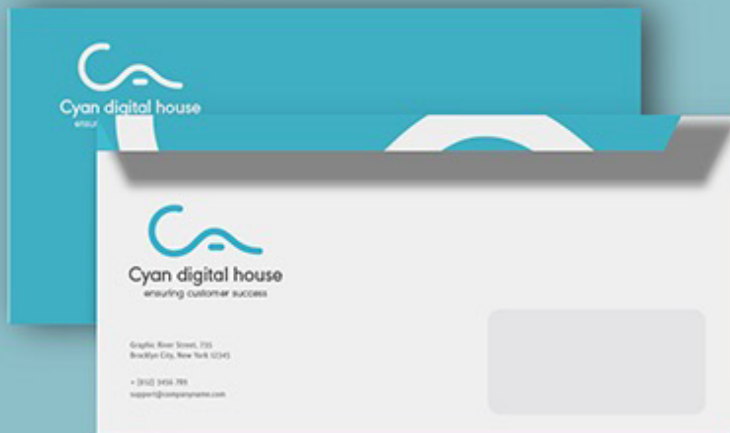 Cyan digital house
ensur
Cyan digital house
ensuring customer success
Graphic River Street, 735
Brooklyn City, New York 12345
+ (012) 3456 789
support@companyname.com